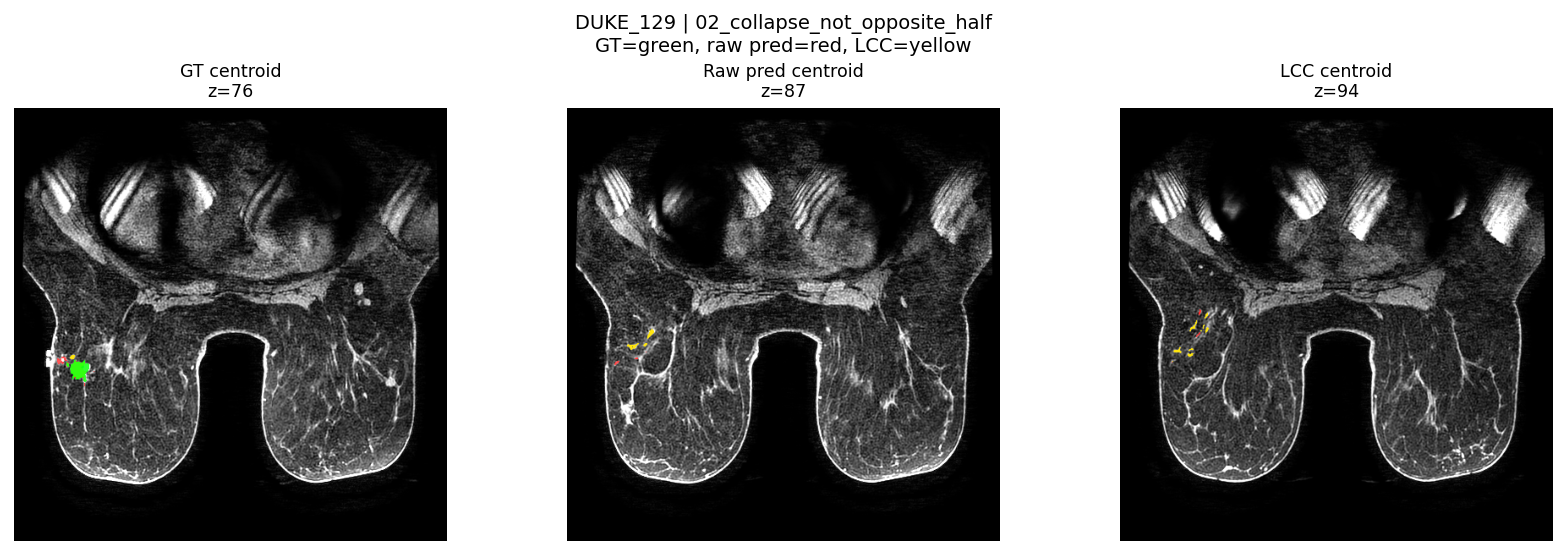 DUKE_129 | 02_collapse_not_opposite_half
GT=green, raw pred=red, LCC=yellow
GT centroid
z=76
Raw pred centroid
z=87
LCC centroid
z=94